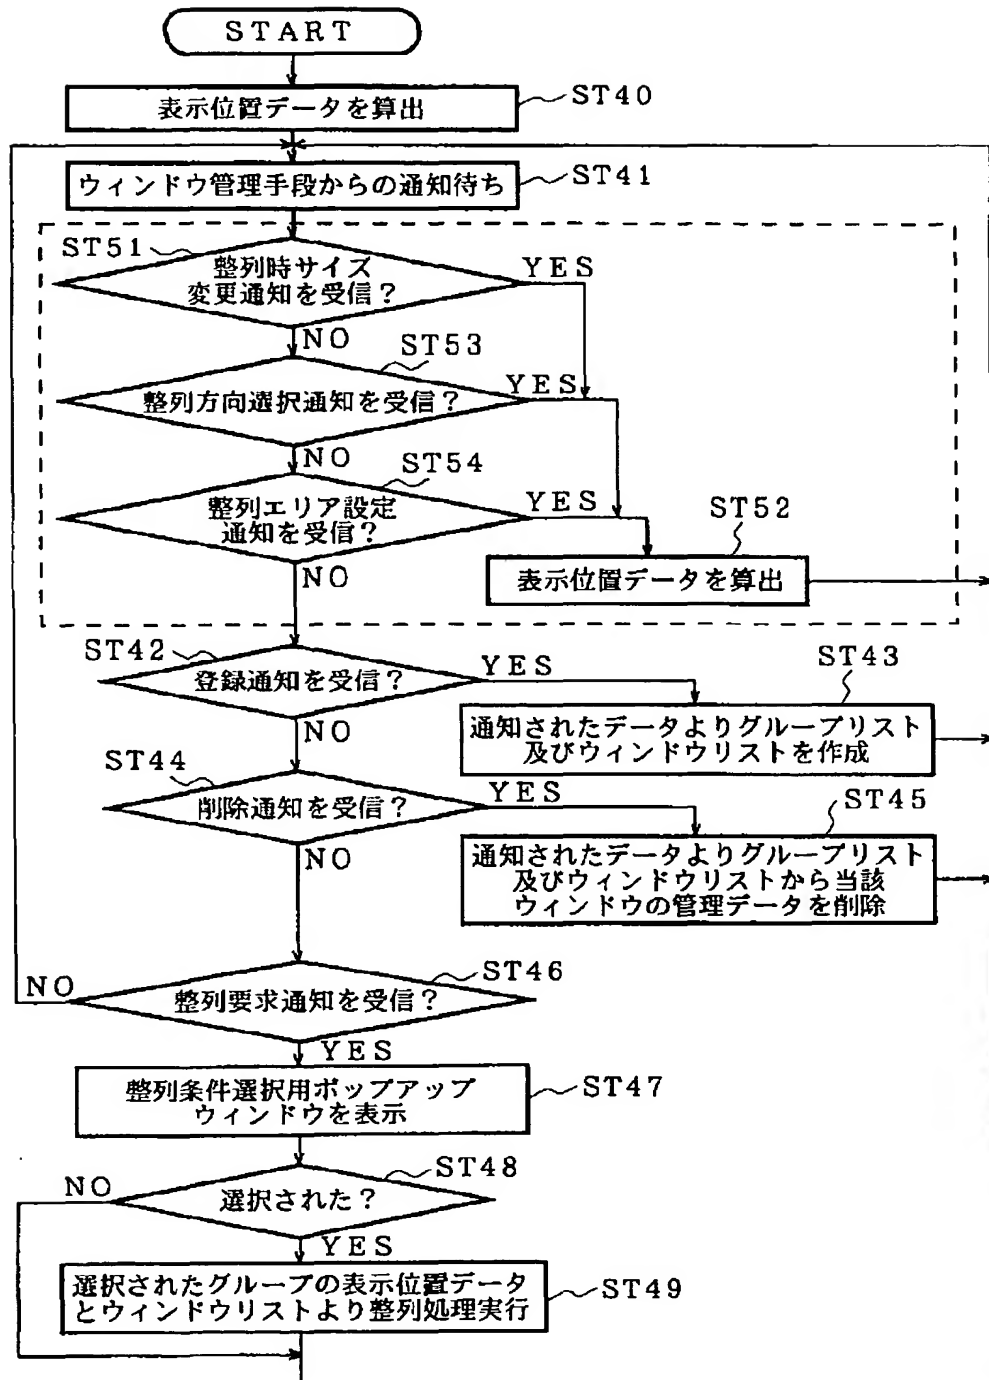 START
表示位置データを算出
ST40
ウィンドウ管理手段からの通知待ち
ST41
ST51
整列時サイズ
変更通知を受信？
YES
NO
ST53
整列方向選択通知を受信？
YES
NO
ST54
整列エリア設定
通知を受信？
YES
NO
ST52
表示位置データを算出
ST42
登録通知を受信？
YES
NO
ST43
通知されたデータよりグループリスト
及びウィンドウリストを作成
ST44
削除通知を受信？
YES
NO
ST45
通知されたデータよりグループリスト
及びウィンドウリストから当該
ウィンドウの管理データを削除
ST46
整列要求通知を受信？
NO
YES
整列条件選択用ポップアップ
ウィンドウを表示
ST47
ST48
選択された？
NO
YES
選択されたグループの表示位置データ
とウィンドウリストより整列処理実行
ST49